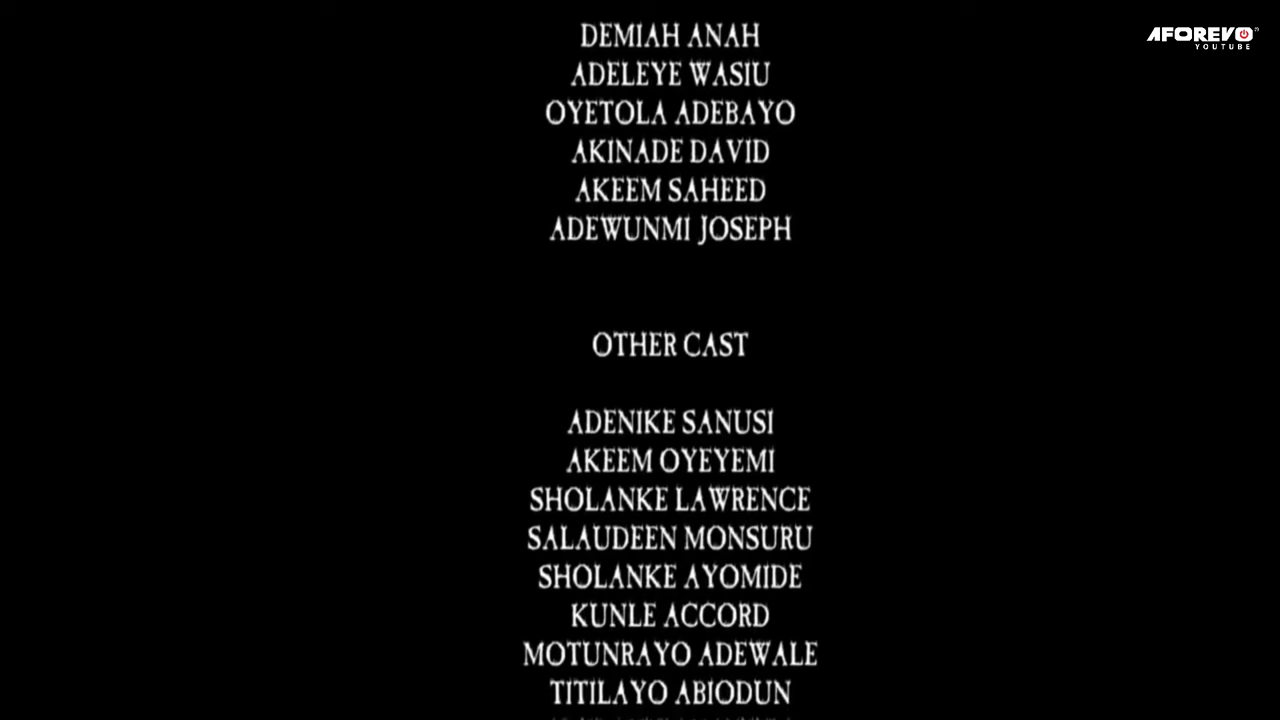 AFOREVO
YOUTUBE
DEMIAH ANAH
ADELEYE WASIU
OYETOLA ADEBAYO
AKINADE DAVID
AKEEM SAHEED
ADEWUNMI JOSEPH
OTHER CAST
ADENIKE SANUSI
AKEEM OYEYEMI
SHOLANKE LAWRENCE
SALAUDEEN MONSURU
SHOLANKE AYOMIDE
KUNLE ACCORD
MOTUNRAYO ADEWALE
TITILAYO ABIODUN